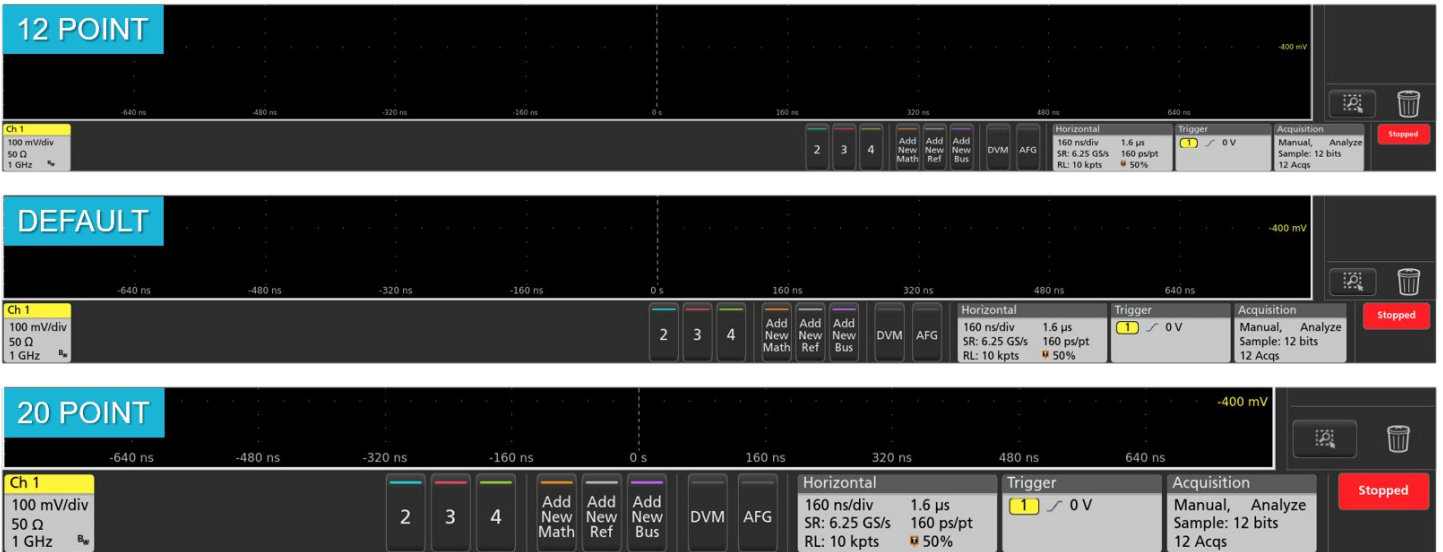 12 POINT
-400 mV
-640 ns -480 ns -320 ns -160 ns 0 s 160 ns 320 ns 480 ns 640 ns
Ch 1
100 mV/div
50 Ω
1 GHz Bw
2 3 4
Add New Math
Add New Ref
Add New Bus
DVM AFG
Horizontal
160 ns/div 1.6 µs
SR: 6.25 GS/s 160 ps/pt
RL: 10 kpts 50%
Trigger
1 0 V
Acquisition
Manual, Analyze
Sample: 12 bits
12 Acqs
Stopped
DEFAULT
-400 mV
-640 ns -480 ns -320 ns -160 ns 0 s 160 ns 320 ns 480 ns 640 ns
Ch 1
100 mV/div
50 Ω
1 GHz Bw
2 3 4
Add New Math
Add New Ref
Add New Bus
DVM AFG
Horizontal
160 ns/div 1.6 µs
SR: 6.25 GS/s 160 ps/pt
RL: 10 kpts 50%
Trigger
1 0 V
Acquisition
Manual, Analyze
Sample: 12 bits
12 Acqs
Stopped
20 POINT
-400 mV
-640 ns -480 ns -320 ns -160 ns 0 s 160 ns 320 ns 480 ns 640 ns
Ch 1
100 mV/div
50 Ω
1 GHz Bw
2 3 4
Add New Math
Add New Ref
Add New Bus
DVM AFG
Horizontal
160 ns/div 1.6 µs
SR: 6.25 GS/s 160 ps/pt
RL: 10 kpts 50%
Trigger
1 0 V
Acquisition
Manual, Analyze
Sample: 12 bits
12 Acqs
Stopped